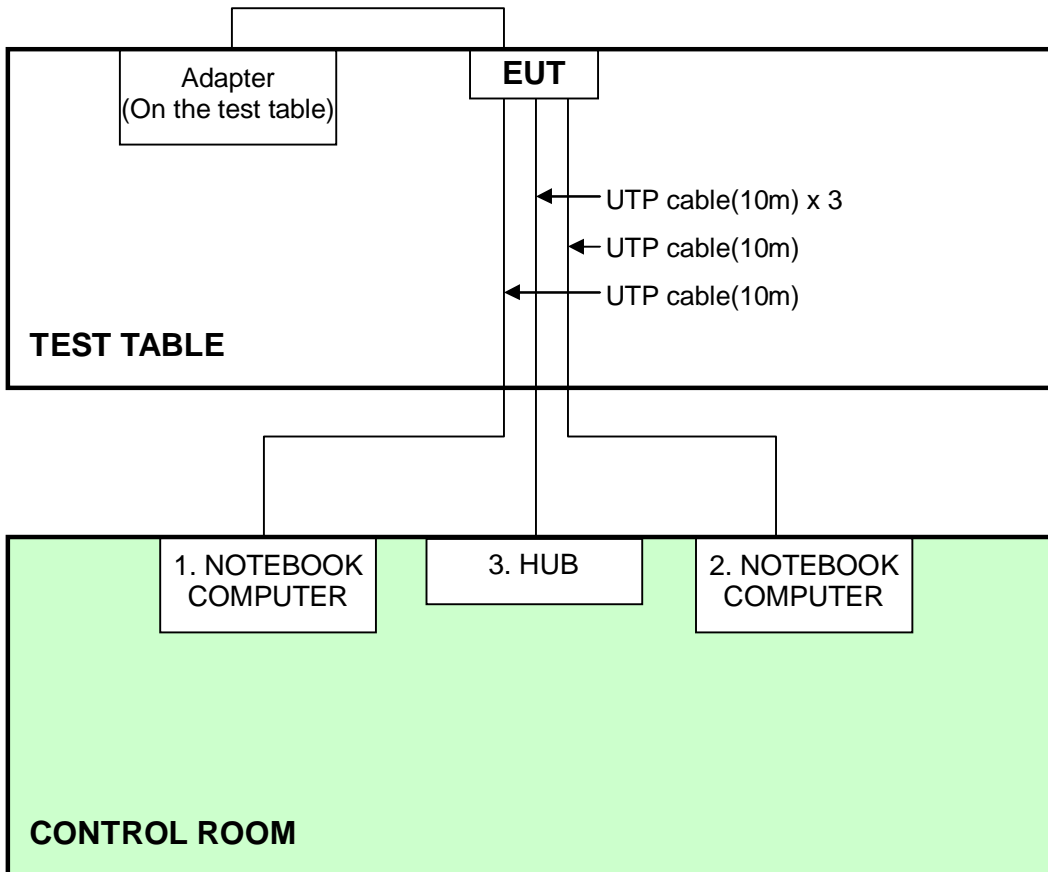 Adapter
(On the test table)
EUT
UTP cable(10m) x 3
UTP cable(10m)
UTP cable(10m)
TEST TABLE
1. NOTEBOOK
COMPUTER
3. HUB
2. NOTEBOOK
COMPUTER
CONTROL ROOM